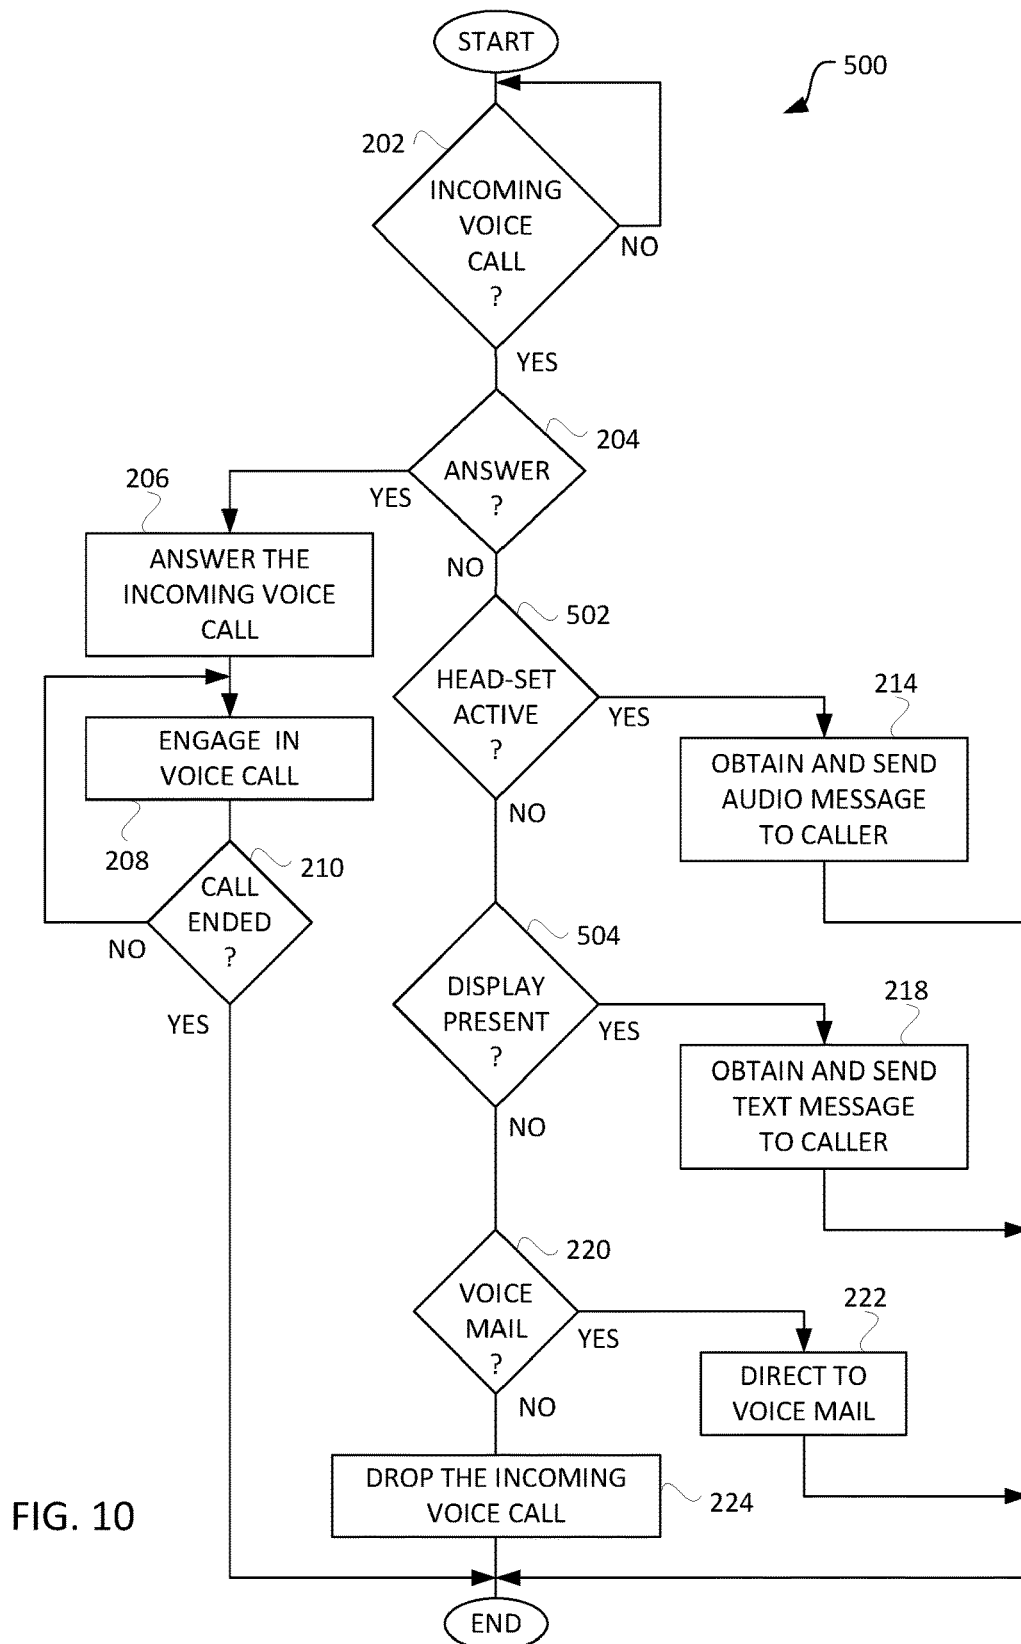 START
500
202
INCOMING
VOICE
CALL
?
NO
YES
204
ANSWER
?
YES
NO
206
ANSWER THE
INCOMING VOICE
CALL
502
HEAD-SET
ACTIVE
?
YES
NO
214
OBTAIN AND SEND
AUDIO MESSAGE
TO CALLER
ENGAGE IN
VOICE CALL
208
210
CALL
ENDED
?
NO
YES
504
DISPLAY
PRESENT
?
YES
NO
218
OBTAIN AND SEND
TEXT MESSAGE
TO CALLER
220
VOICE
MAIL
?
YES
NO
222
DIRECT TO
VOICE MAIL
DROP THE INCOMING
VOICE CALL
224
FIG. 10
END